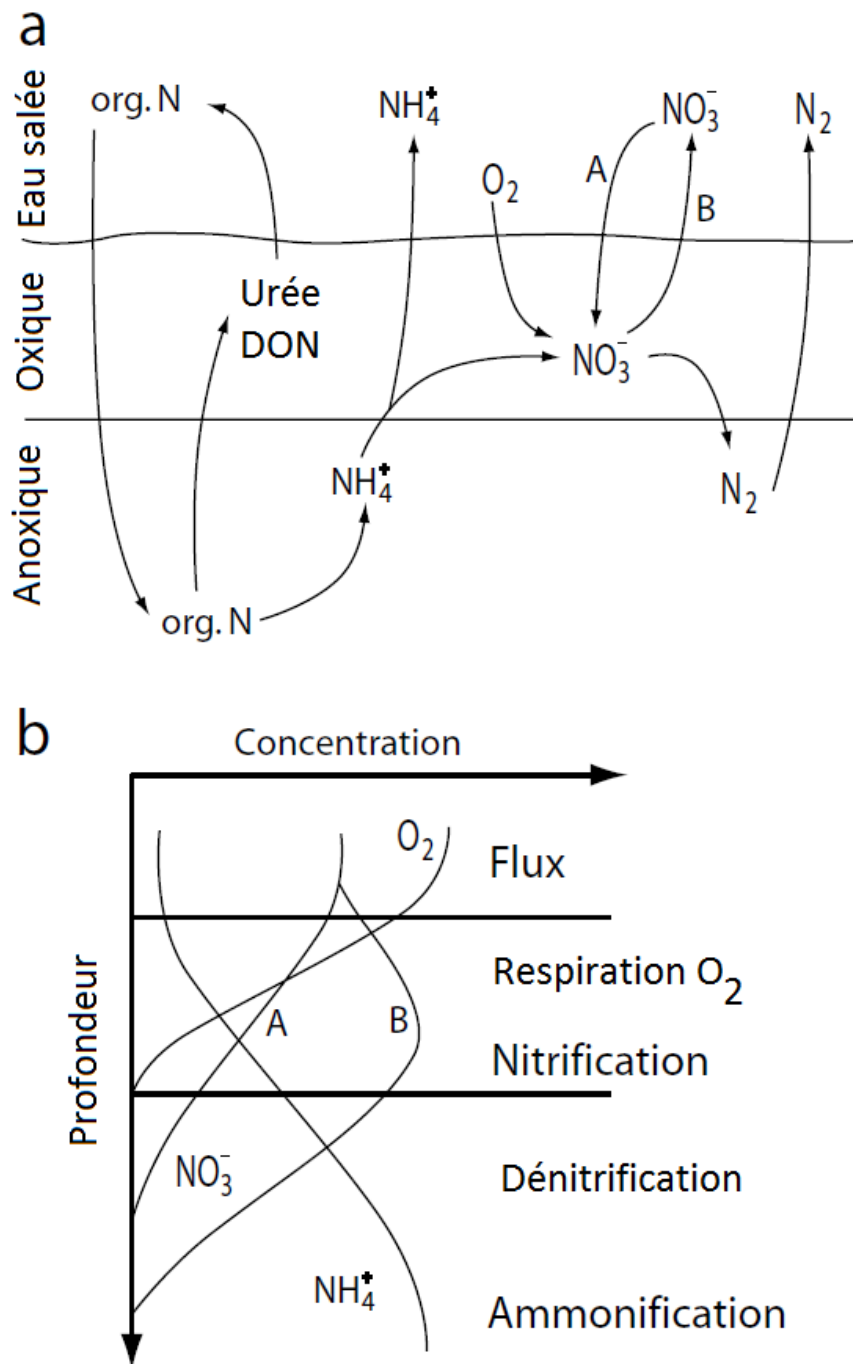 a
Eau salée
org. N
NH₄⁺
NO₃⁻
N₂
O₂
A
B
Oxique
Urée
DON
NO₃⁻
Anoxique
NH₄⁺
N₂
org. N
b
Concentration
O₂
Flux
Profondeur
Respiration O₂
A
B
Nitrification
NO₃⁻
Dénitrification
NH₄⁺
Ammonification